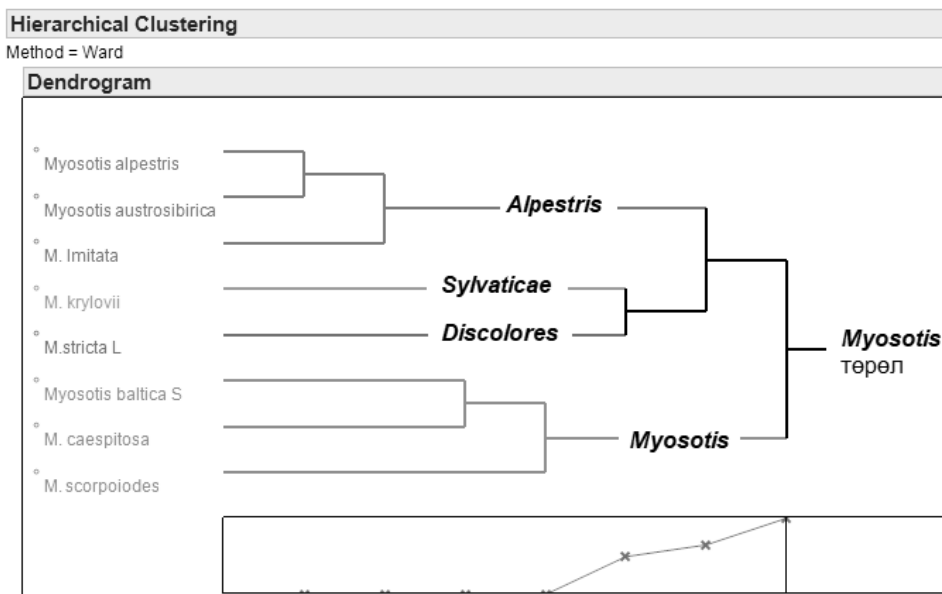 Hierarchical Clustering
Method = Ward
Dendrogram
Myosotis alpestris
Myosotis austrosibirica
M. Imitata
M. krylovii
M.stricta L
Myosotis baltica S
M. caespitosa
M. scorpoiodes
Alpestris
Sylvaticae
Discolores
Myosotis
Myosotis
төрөл